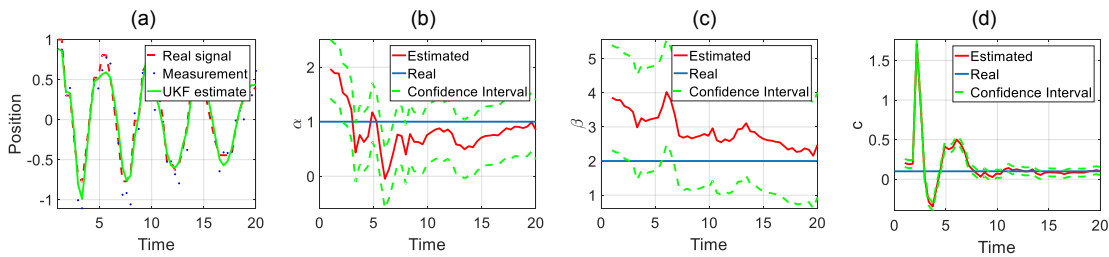 (a)
(b)
(c)
(d)
1
0.5
0
-0.5
-1
Position
5
10
15
20
Time
Real signal
Measurement
UKF estimate
2
1
0
α
1
5
10
15
20
Time
Estimated
Real
Confidence Interval
5
4
3
2
1
β
1
5
10
15
20
Time
Estimated
Real
Confidence Interval
1.5
1
0.5
0
c
0
5
10
15
20
Time
Estimated
Real
Confidence Interval